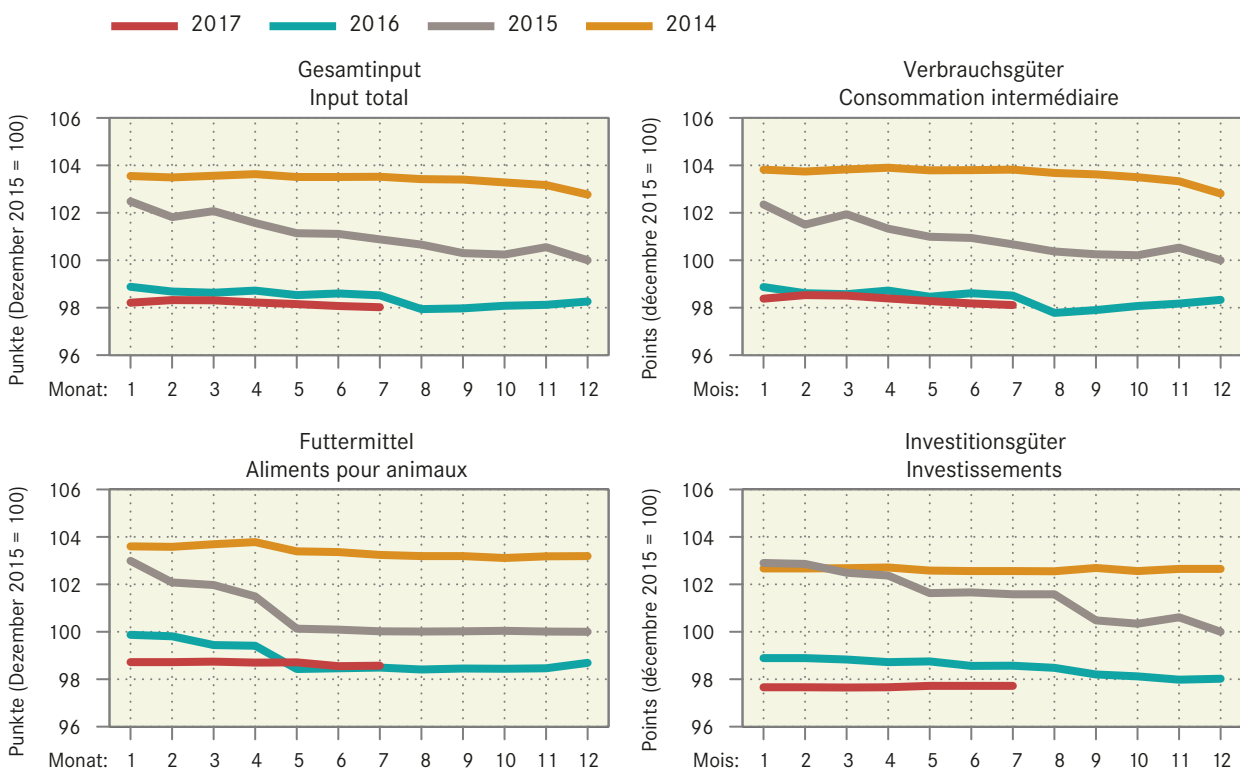 2017 2016 2015 2014
Gesamtinput
Input total
Punkte (Dezember 2015 = 100)
106
104
102
100
98
96
Monat: 1 2 3 4 5 6 7 8 9 10 11 12
Verbrauchsgüter
Consommation intermédiaire
Points (décembre 2015 = 100)
106
104
102
100
98
96
Mois: 1 2 3 4 5 6 7 8 9 10 11 12
Futtermittel
Aliments pour animaux
Punkte (Dezember 2015 = 100)
106
104
102
100
98
96
Monat: 1 2 3 4 5 6 7 8 9 10 11 12
Investitionsgüter
Investissements
Points (décembre 2015 = 100)
106
104
102
100
98
96
Mois: 1 2 3 4 5 6 7 8 9 10 11 12